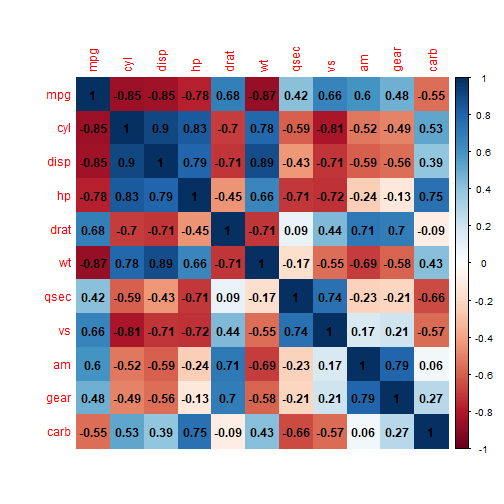 mpg cyl disp hp drat wt qsec vs am gear carb
mpg 1 -0.85 -0.85 -0.78 0.68 -0.87 0.42 0.66 0.6 0.48 -0.55
cyl -0.85 1 0.9 0.83 -0.7 0.78 -0.59 -0.81 -0.52 -0.49 0.53
disp -0.85 0.9 1 0.79 -0.71 0.89 -0.43 -0.71 -0.59 -0.56 0.39
hp -0.78 0.83 0.79 1 -0.45 0.66 -0.71 -0.72 -0.24 -0.13 0.75
drat 0.68 -0.7 -0.71 -0.45 1 -0.71 0.09 0.44 0.71 0.7 -0.09
wt -0.87 0.78 0.89 0.66 -0.71 1 -0.17 -0.55 -0.69 -0.58 0.43
qsec 0.42 -0.59 -0.43 -0.71 0.09 -0.17 1 0.74 -0.23 -0.21 -0.66
vs 0.66 -0.81 -0.71 -0.72 0.44 -0.55 0.74 1 0.17 0.21 -0.57
am 0.6 -0.52 -0.59 -0.24 0.71 -0.69 -0.23 0.17 1 0.79 0.06
gear 0.48 -0.49 -0.56 -0.13 0.7 -0.58 -0.21 0.21 0.79 1 0.27
carb -0.55 0.53 0.39 0.75 -0.09 0.43 -0.66 -0.57 0.06 0.27 1
1
0.8
0.6
0.4
0.2
0
-0.2
-0.4
-0.6
-0.8
-1